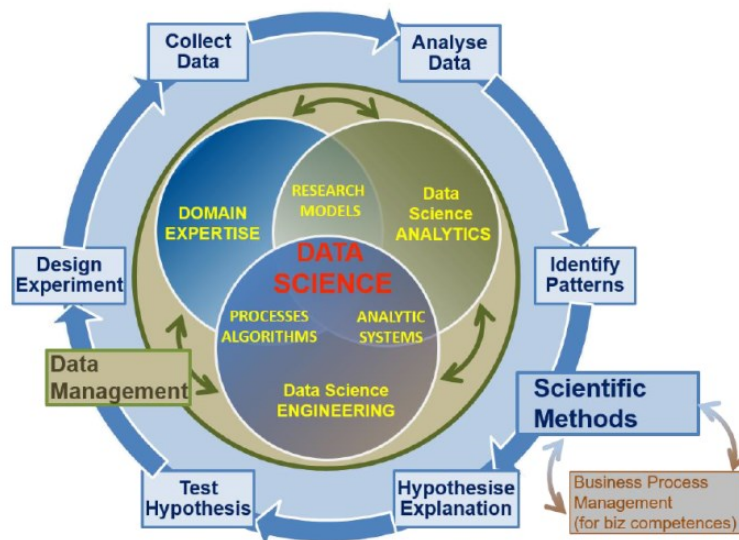 Collect
Data
Analyse
Data
RESEARCH
MODELS
DOMAIN
EXPERTISE
Data
Science
ANALYTICS
DATA
SCIENCE
Design
Experiment
Identify
Patterns
PROCESSES
ALGORITHMS
ANALYTIC
SYSTEMS
Data
Management
Data Science
ENGINEERING
Scientific
Methods
Test
Hypothesis
Hypothesise
Explanation
Business Process
Management
(for biz competences)